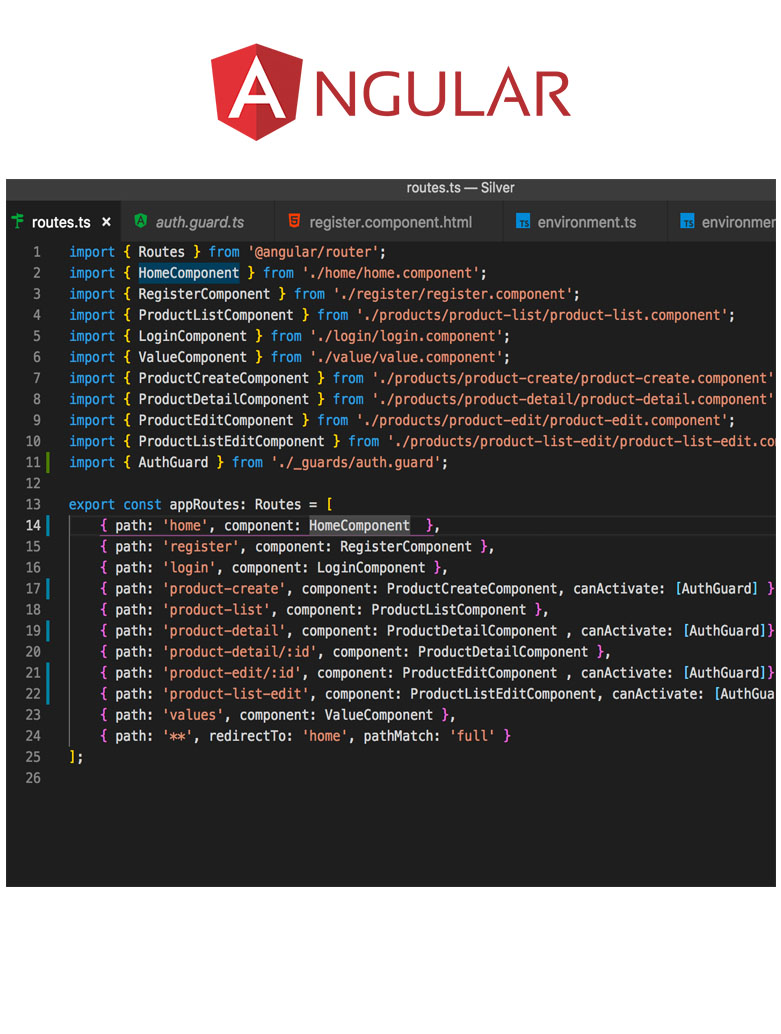 ANGULAR
routes.ts — Silver
routes.ts × auth.guard.ts register.component.html TS environment.ts TS
1 import { Routes } from '@angular/router';
2 import { HomeComponent } from './home/home.component';
3 import { RegisterComponent } from './register/register.component';
4 import { ProductListComponent } from './products/product-list/product-list.component';
5 import { LoginComponent } from './login/login.component';
6 import { ValueComponent } from './value/value.component';
7 import { ProductCreateComponent } from './products/product-create/product-create.component'
8 import { ProductDetailComponent } from './products/product-detail/product-detail.component'
9 import { ProductEditComponent } from './products/product-edit/product-edit.component';
10 import { ProductListEditComponent } from './products/product-list-edit/product-list-edit.co
11 import { AuthGuard } from './_guards/auth.guard';
12
13 export const appRoutes: Routes = [
14 { path: 'home', component: HomeComponent },
15 { path: 'register', component: RegisterComponent },
16 { path: 'login', component: LoginComponent },
17 { path: 'product-create', component: ProductCreateComponent, canActivate: [AuthGuard] }
18 { path: 'product-list', component: ProductListComponent },
19 { path: 'product-detail', component: ProductDetailComponent , canActivate: [AuthGuard]}
20 { path: 'product-detail/:id', component: ProductDetailComponent },
21 { path: 'product-edit/:id', component: ProductEditComponent , canActivate: [AuthGuard]}
22 { path: 'product-list-edit', component: ProductListEditComponent, canActivate: [AuthGua
23 { path: 'values', component: ValueComponent },
24 { path: '**', redirectTo: 'home', pathMatch: 'full' }
25 ];
26